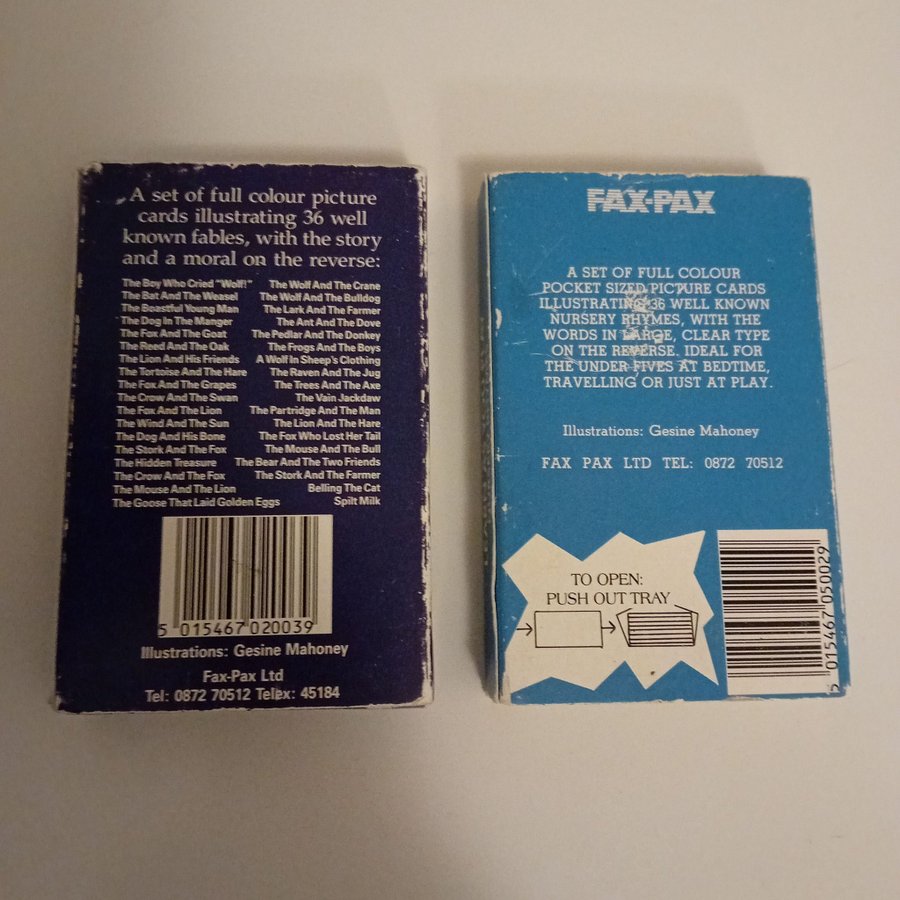 A set of full colour picture
cards illustrating 36 well
known fables, with the story
and a moral on the reverse:
The Boy Who Cried "Wolf!"
The Bat And The Weasel
The Boastful Young Man
The Dog In The Manger
The Fox And The Goat
The Reed And The Oak
The Lion And His Friends
The Tortoise And The Hare
The Fox And The Grapes
The Crow And The Swan
The Fox And The Lion
The Wind And The Sun
The Dog And His Bone
The Stork And The Fox
The Hidden Treasure
The Crow And The Fox
The Mouse And The Lion
The Goose That Laid Golden Eggs
The Wolf And The Crane
The Wolf And The Bulldog
The Lark And The Farmer
The Ant And The Dove
The Pedlar And The Donkey
The Frogs And The Boys
A Wolf In Sheep's Clothing
The Raven And The Jug
The Trees And The Axe
The Vain Jackdaw
The Partridge And The Man
The Lion And The Hare
The Fox Who Lost Her Tail
The Mouse And The Bull
The Bear And The Two Friends
The Stork And The Farmer
Belling The Cat
Spilt Milk
5 015467 020039
Illustrations: Gesine Mahoney
Fax-Pax Ltd
Tel: 0872 70512 Telex: 45184
FAX-PAX
A SET OF FULL COLOUR
POCKET SIZED PICTURE CARDS
ILLUSTRATING 36 WELL KNOWN
NURSERY RHYMES, WITH THE
WORDS IN LARGE, CLEAR TYPE
ON THE REVERSE. IDEAL FOR
THE UNDER FIVES AT BEDTIME,
TRAVELLING OR JUST AT PLAY.
Illustrations: Gesine Mahoney
FAX PAX LTD TEL: 0872 70512
TO OPEN:
PUSH OUT TRAY
5 015467 050029